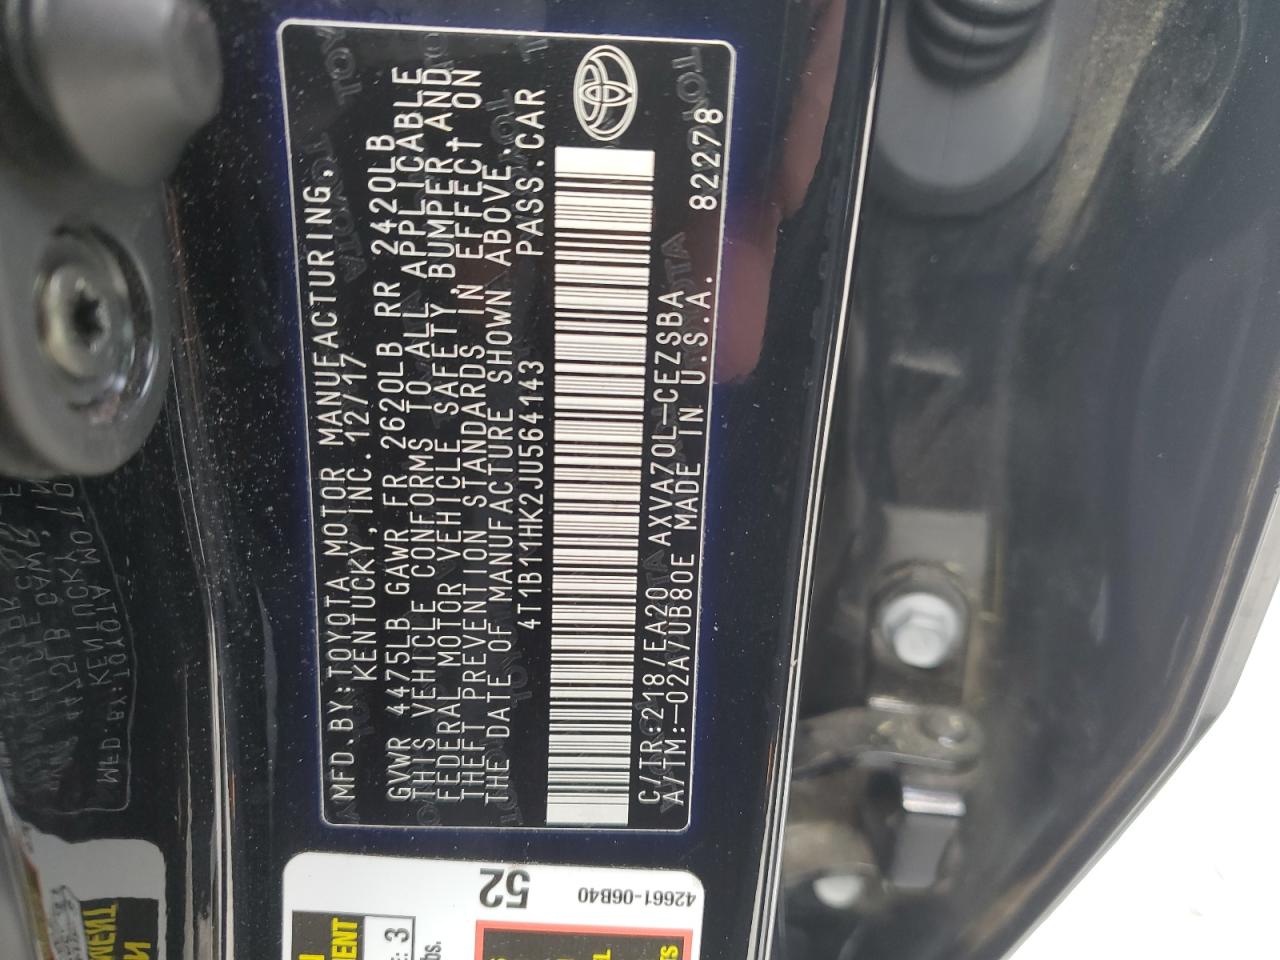 MFD.BY:TOYOTA MOTOR MANUFACTURING,
KENTUCKY,INC. 12/17
GVWR 4475LB GAWR FR 2620LB RR 2420LB
THIS VEHICLE CONFORMS TO ALL APPLICABLE
FEDERAL MOTOR VEHICLE SAFETY,BUMPER AND
THEFT PREVENTION STANDARDS IN EFFECT ON
THE DATE OF MANUFACTURE SHOWN ABOVE.
4T1B11HK2JU564143 PASS.CAR
C/TR:218/EA20 AXVA70L-CEZSBA
A/TM:-02A/UB80E MADE IN U.S.A. 82278
52
42661-06B40
3